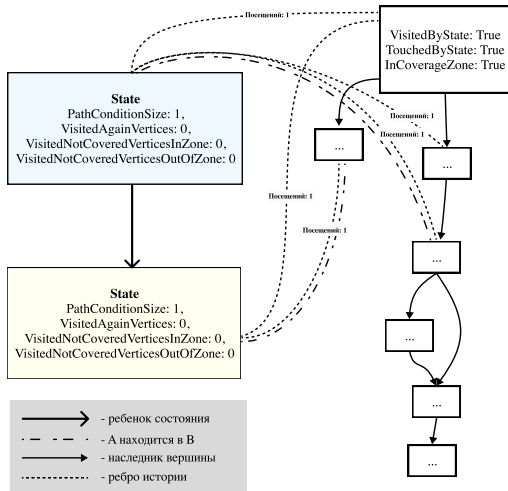 Посещений: 1
VisitedByState: True
TouchedByState: True
InCoverageZone: True
State
PathConditionSize: 1,
VisitedAgainVertices: 0,
VisitedNotCoveredVerticesInZone: 0,
VisitedNotCoveredVerticesOutOfZone: 0
Посещений: 1
Посещений: 1
...
...
Посещений: 1
Посещений: 1
...
State
PathConditionSize: 1,
VisitedAgainVertices: 0,
VisitedNotCoveredVerticesInZone: 0,
VisitedNotCoveredVerticesOutOfZone: 0
...
...
...
- ребенок состояния
- A находится в B
- наследник вершины
- ребро истории